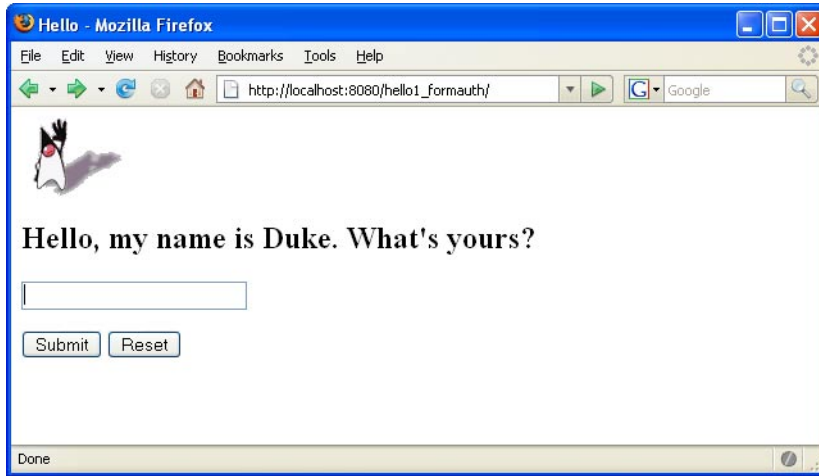 Hello - Mozilla Firefox
File Edit View History Bookmarks Tools Help
http://localhost:8080/hello1_formauth/ G Google
Hello, my name is Duke. What's yours?
Submit Reset
Done